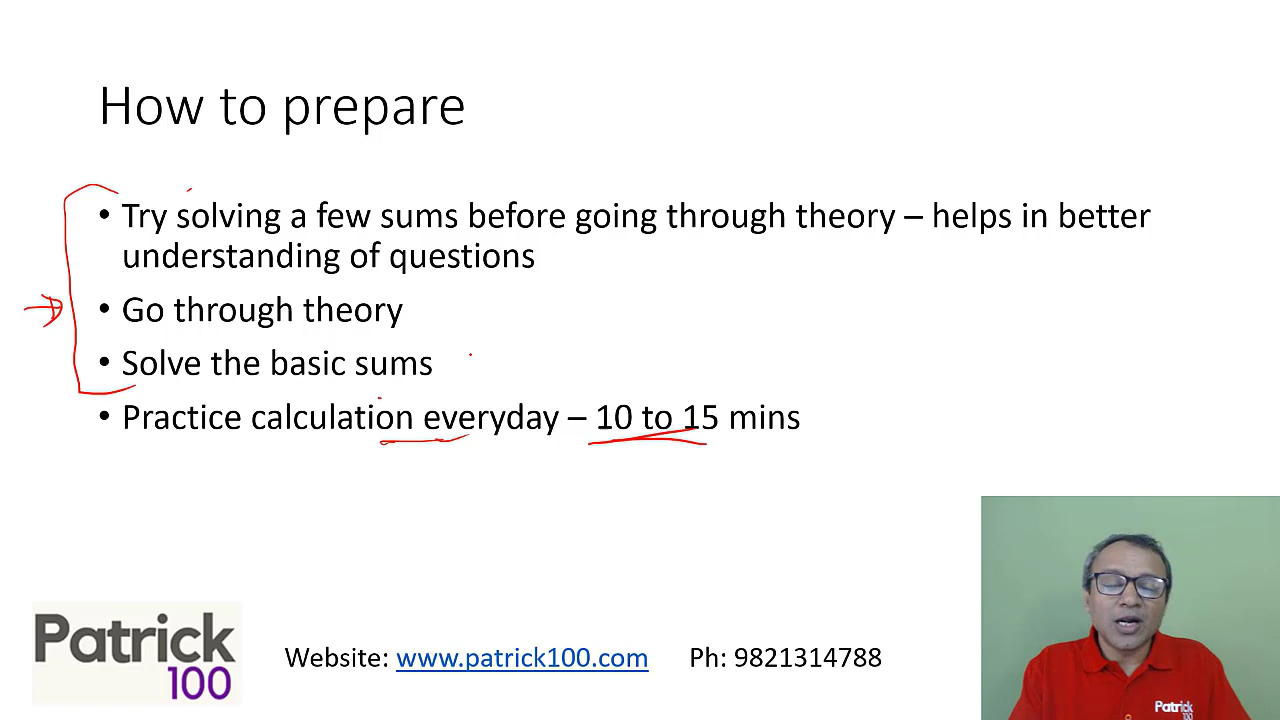 How to prepare
• Try solving a few sums before going through theory – helps in better
understanding of questions
• Go through theory
• Solve the basic sums
• Practice calculation everyday – 10 to 15 mins
Patrick
100
Website: www.patrick100.com Ph: 9821314788
Patrick
100